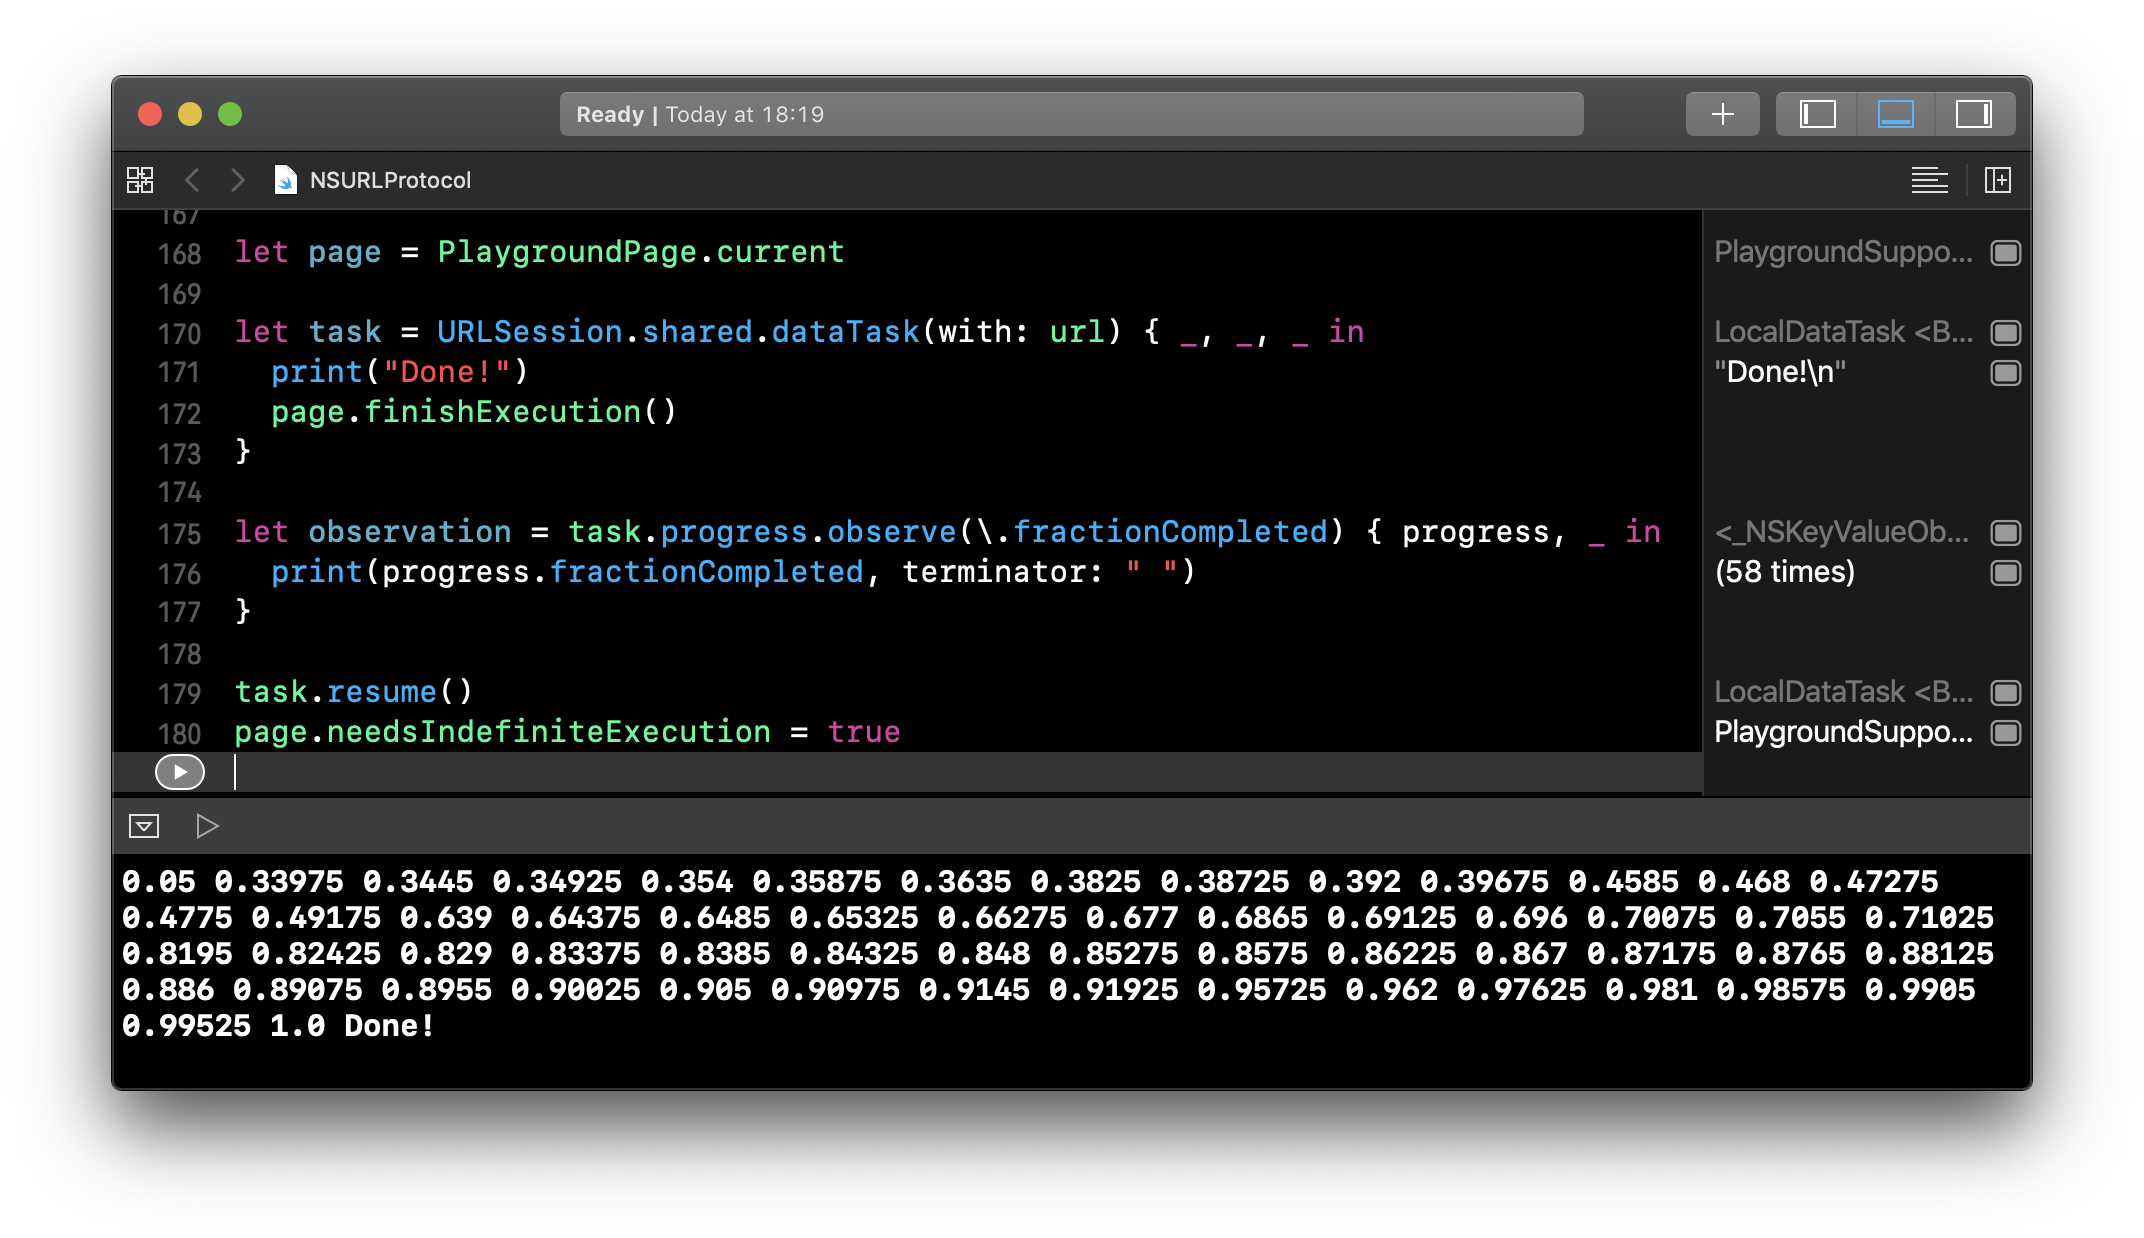 Ready | Today at 18:19
NSURLProtocol
167
168 let page = PlaygroundPage.current PlaygroundSuppo...
169
170 let task = URLSession.shared.dataTask(with: url) { _, _, _ in LocalDataTask <B...
171 print("Done!") "Done!\n"
172 page.finishExecution()
173 }
174
175 let observation = task.progress.observe(\.fractionCompleted) { progress, _ in <_NSKeyValueOb...
176 print(progress.fractionCompleted, terminator: " ") (58 times)
177 }
178
179 task.resume() LocalDataTask <B...
180 page.needsIndefiniteExecution = true PlaygroundSuppo...
0.05 0.33975 0.3445 0.34925 0.354 0.35875 0.3635 0.3825 0.38725 0.392 0.39675 0.4585 0.468 0.47275
0.4775 0.49175 0.639 0.64375 0.6485 0.65325 0.66275 0.677 0.6865 0.69125 0.696 0.70075 0.7055 0.71025
0.8195 0.82425 0.829 0.83375 0.8385 0.84325 0.848 0.85275 0.8575 0.86225 0.867 0.87175 0.8765 0.88125
0.886 0.89075 0.8955 0.90025 0.905 0.90975 0.9145 0.91925 0.95725 0.962 0.97625 0.981 0.98575 0.9905
0.99525 1.0 Done!